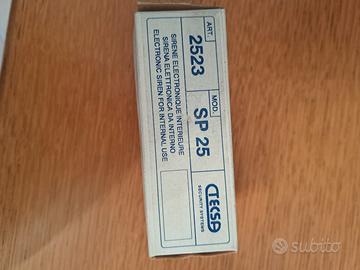 ART.
2523
MOD.
SP 25
SIRENE ELECTRONIQUE INTERIEURE
SIRENA ELETTRONICA DA INTERNO
ELECTRONIC SIREN FOR INTERNAL USE
TECSA
SECURITY SYSTEMS
subito